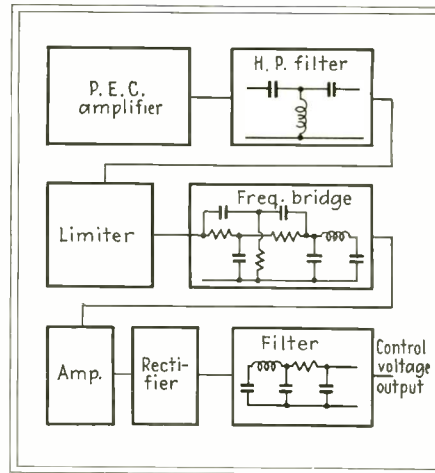 P.E.C.
amplifier
H.P. filter
Limiter
Freq. bridge
Amp.
Recti-
fier
Filter
Control
voltage
output